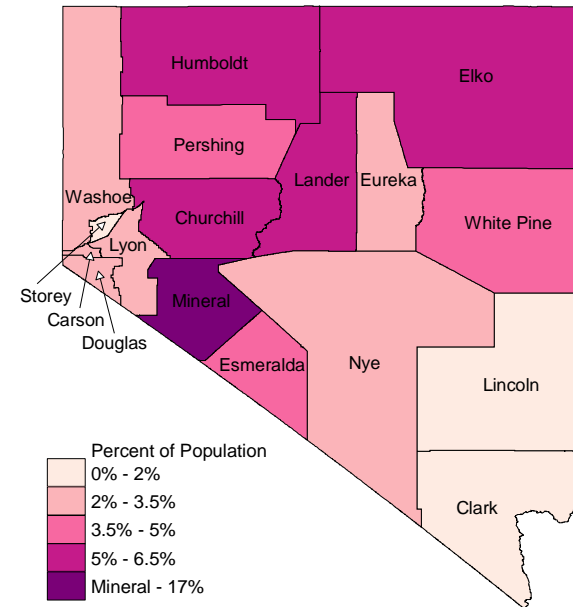 Humboldt
Elko
Pershing
Lander
Eureka
Washoe
Churchill
White Pine
Lyon
Storey
Mineral
Carson
Douglas
Esmeralda
Nye
Lincoln
Clark
Percent of Population
0% - 2%
2% - 3.5%
3.5% - 5%
5% - 6.5%
Mineral - 17%